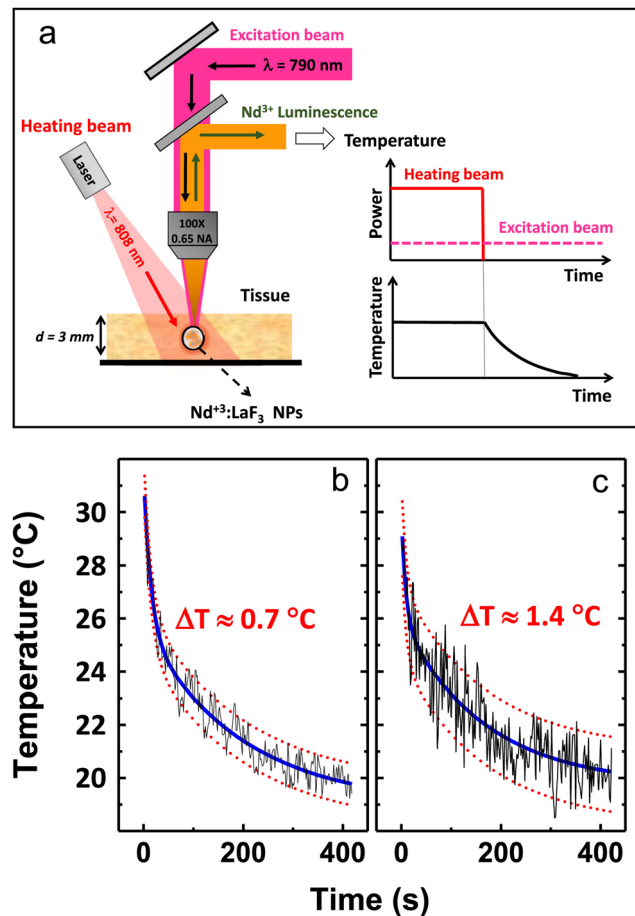 a
Excitation beam
λ = 790 nm
Nd³⁺ Luminescence
Temperature
Heating beam
Laser
λ= 808 nm
100X
0.65 NA
Tissue
d = 3 mm
Nd⁺³:LaF₃ NPs
Power
Heating beam
Excitation beam
Time
Temperature
Time
b
c
Temperature (°C)
30
28
26
24
22
20
ΔT ≈ 0.7 °C
ΔT ≈ 1.4 °C
0
200
400
0
200
400
Time (s)